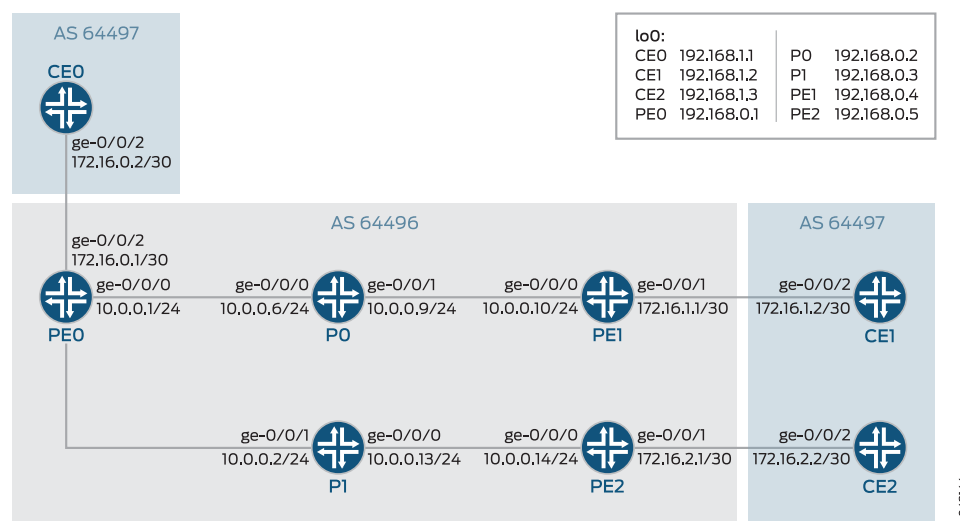 AS 64497
CE0
ge-0/0/2
172.16.0.2/30
lo0:
CE0 192.168.1.1 P0 192.168.0.2
CE1 192.168.1.2 P1 192.168.0.3
CE2 192.168.1.3 PE1 192.168.0.4
PE0 192.168.0.1 PE2 192.168.0.5
AS 64496
AS 64497
ge-0/0/2
172.16.0.1/30
ge-0/0/0 ge-0/0/0 ge-0/0/1 ge-0/0/0 ge-0/0/1 ge-0/0/2
10.0.0.1/24 10.0.0.6/24 10.0.0.9/24 10.0.0.10/24 172.16.1.1/30 172.16.1.2/30
PE0 P0 PE1 CE1
ge-0/0/1 ge-0/0/0 ge-0/0/0 ge-0/0/1 ge-0/0/2
10.0.0.2/24 10.0.0.13/24 10.0.0.14/24 172.16.2.1/30 172.16.2.2/30
P1 PE2 CE2